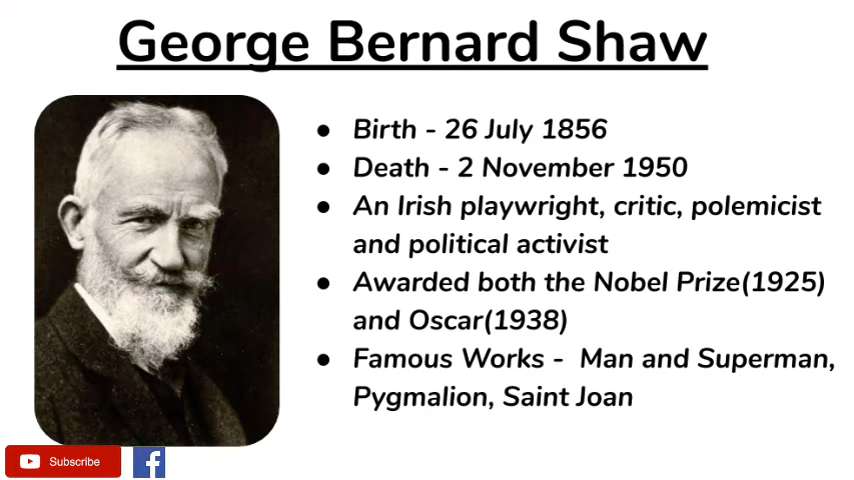 George Bernard Shaw
● Birth - 26 July 1856
● Death - 2 November 1950
● An Irish playwright, critic, polemicist
and political activist
● Awarded both the Nobel Prize(1925)
and Oscar(1938)
● Famous Works - Man and Superman,
Pygmalion, Saint Joan
Subscribe